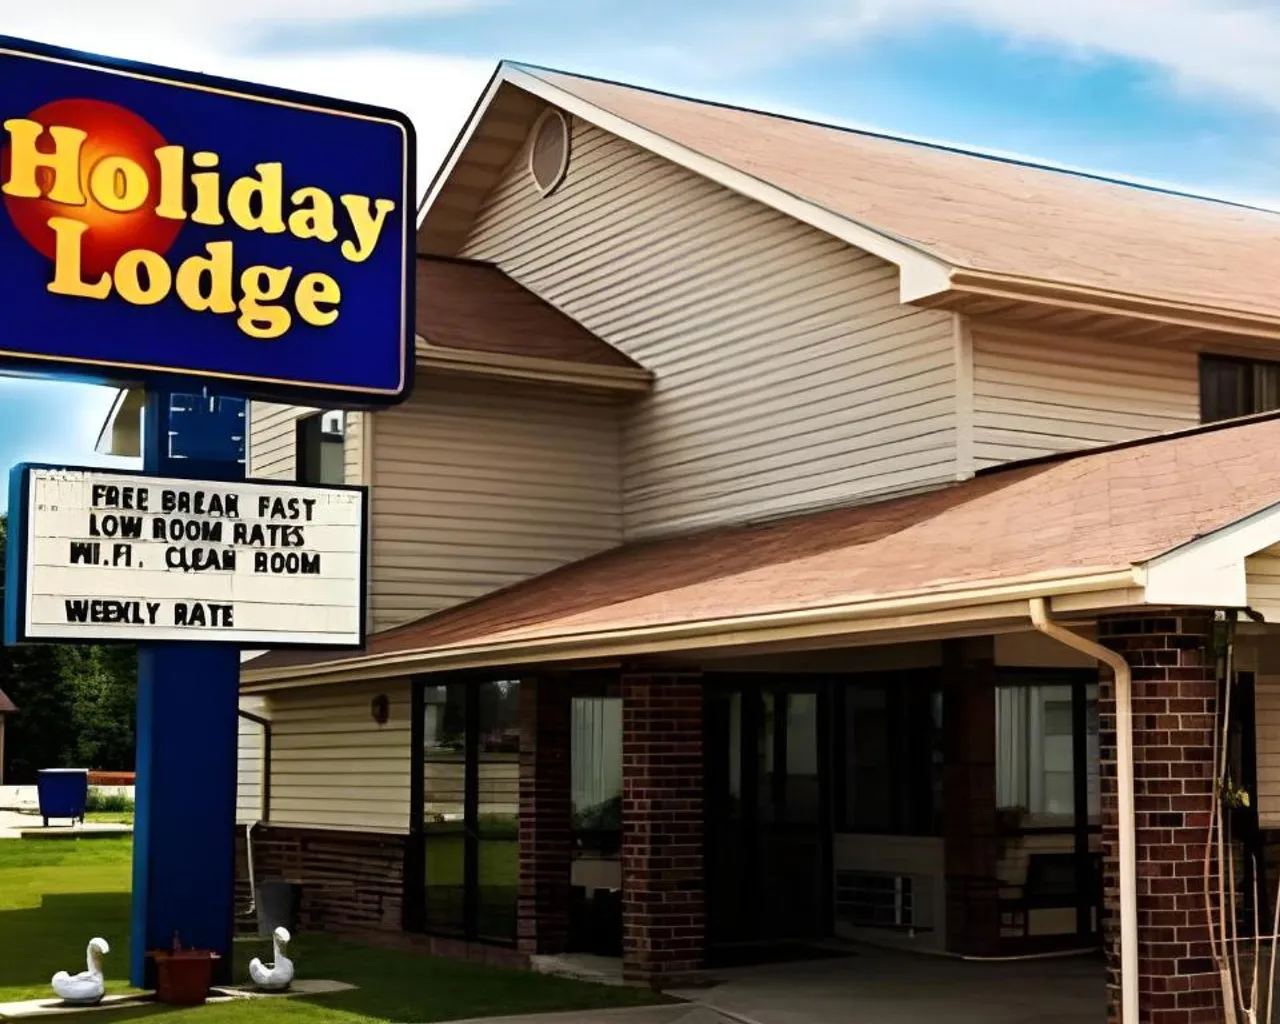 Holiday
Lodge
FREE BREAK FAST
LOW ROOM RATES
WI.FI. CLEAN ROOM
WEEKLY RATE